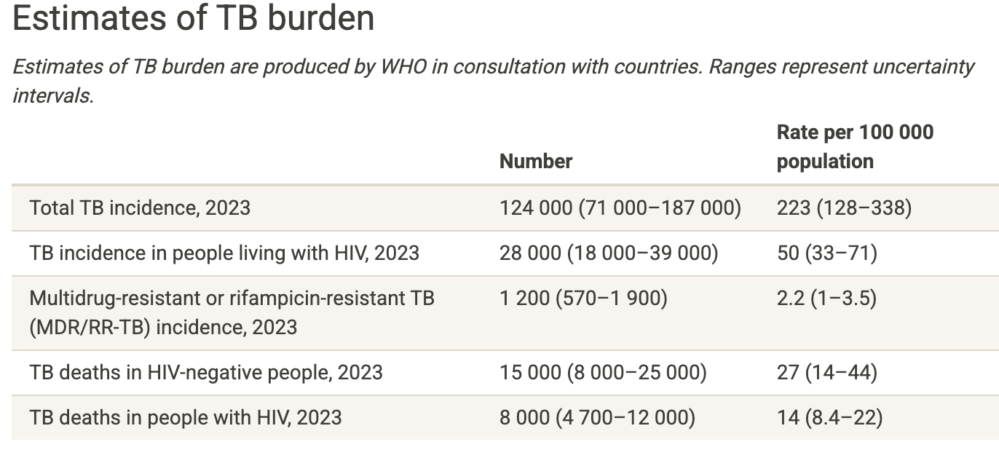 Estimates of TB burden
Estimates of TB burden are produced by WHO in consultation with countries. Ranges represent uncertainty
intervals.
Rate per 100 000
Number population
Total TB incidence, 2023 124 000 (71 000–187 000) 223 (128–338)
TB incidence in people living with HIV, 2023 28 000 (18 000–39 000) 50 (33–71)
Multidrug-resistant or rifampicin-resistant TB 1 200 (570–1 900) 2.2 (1–3.5)
(MDR/RR-TB) incidence, 2023
TB deaths in HIV-negative people, 2023 15 000 (8 000–25 000) 27 (14–44)
TB deaths in people with HIV, 2023 8 000 (4 700–12 000) 14 (8.4–22)